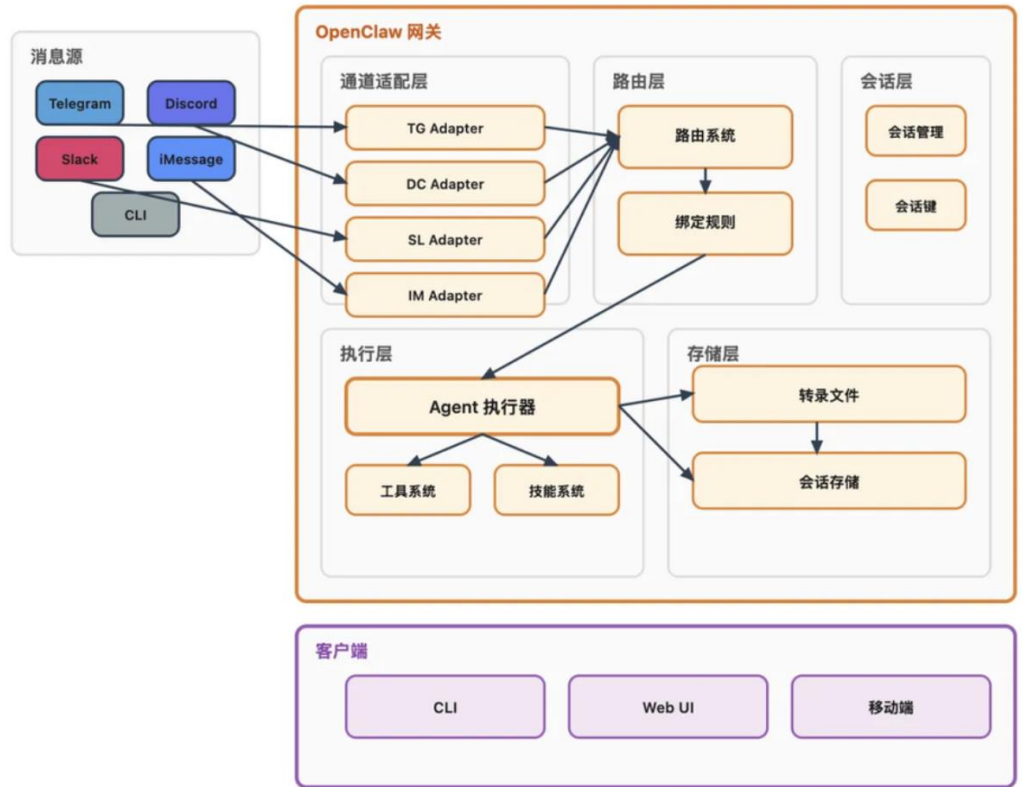 消息源
Telegram
Discord
Slack
iMessage
CLI
OpenClaw 网关
通道适配层
TG Adapter
DC Adapter
SL Adapter
IM Adapter
路由层
路由系统
绑定规则
会话层
会话管理
会话键
执行层
Agent 执行器
工具系统
技能系统
存储层
转录文件
会话存储
客户端
CLI
Web UI
移动端